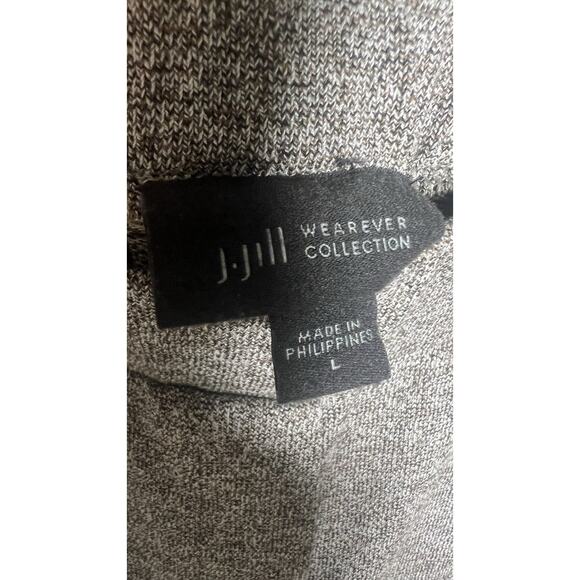 J.Jill WEAREVER
COLLECTION
MADE IN
PHILIPPINES
L